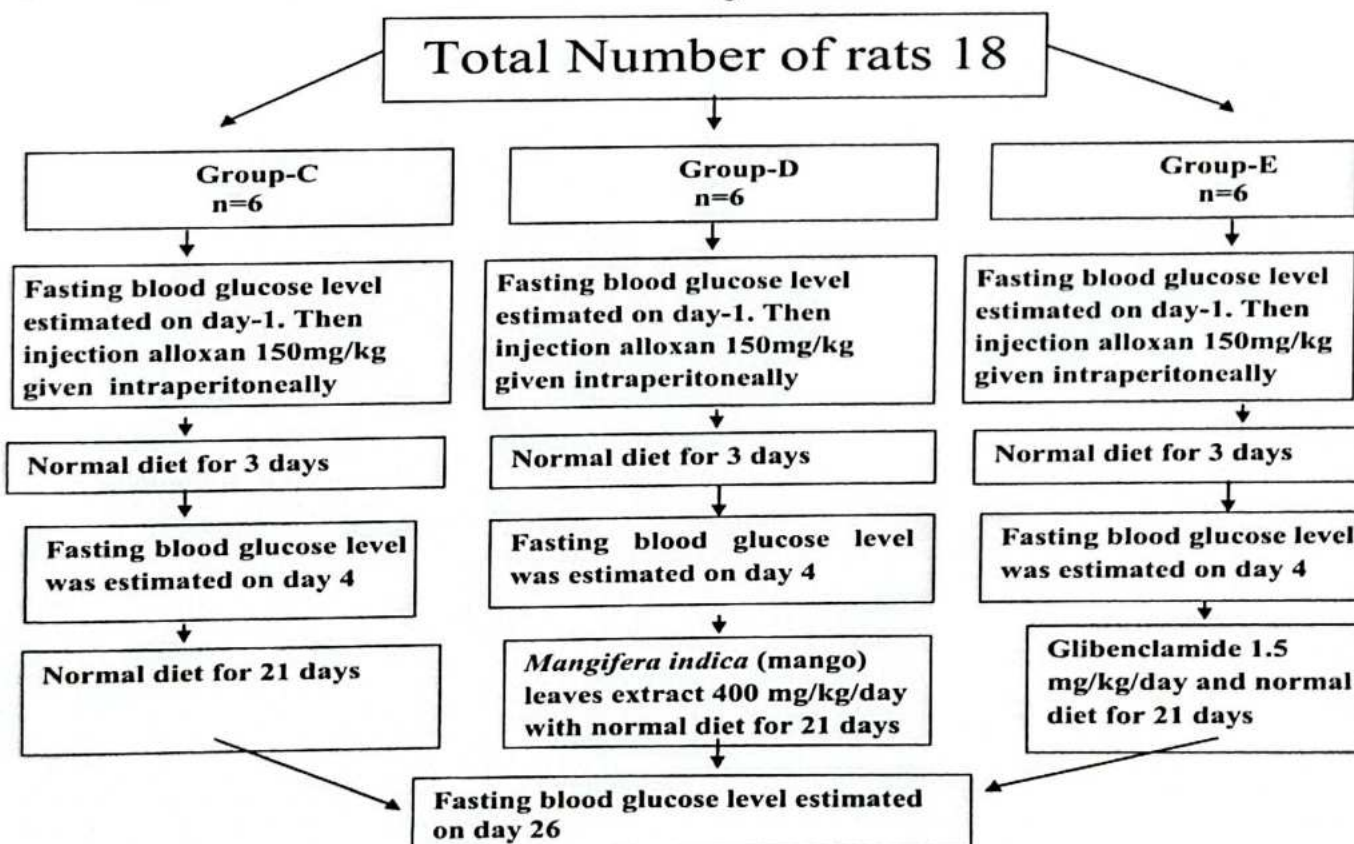 Total Number of rats 18
Group-C
n=6
Group-D
n=6
Group-E
n=6
Fasting blood glucose level
estimated on day-1. Then
injection alloxan 150mg/kg
given intraperitoneally
Fasting blood glucose level
estimated on day-1. Then
injection alloxan 150mg/kg
given intraperitoneally
Fasting blood glucose level
estimated on day-1. Then
injection alloxan 150mg/kg
given intraperitoneally
Normal diet for 3 days
Normal diet for 3 days
Normal diet for 3 days
Fasting blood glucose level
was estimated on day 4
Fasting blood glucose level
was estimated on day 4
Fasting blood glucose level
was estimated on day 4
Normal diet for 21 days
Mangifera indica (mango)
leaves extract 400 mg/kg/day
with normal diet for 21 days
Glibenclamide 1.5
mg/kg/day and normal
diet for 21 days
Fasting blood glucose level estimated
on day 26